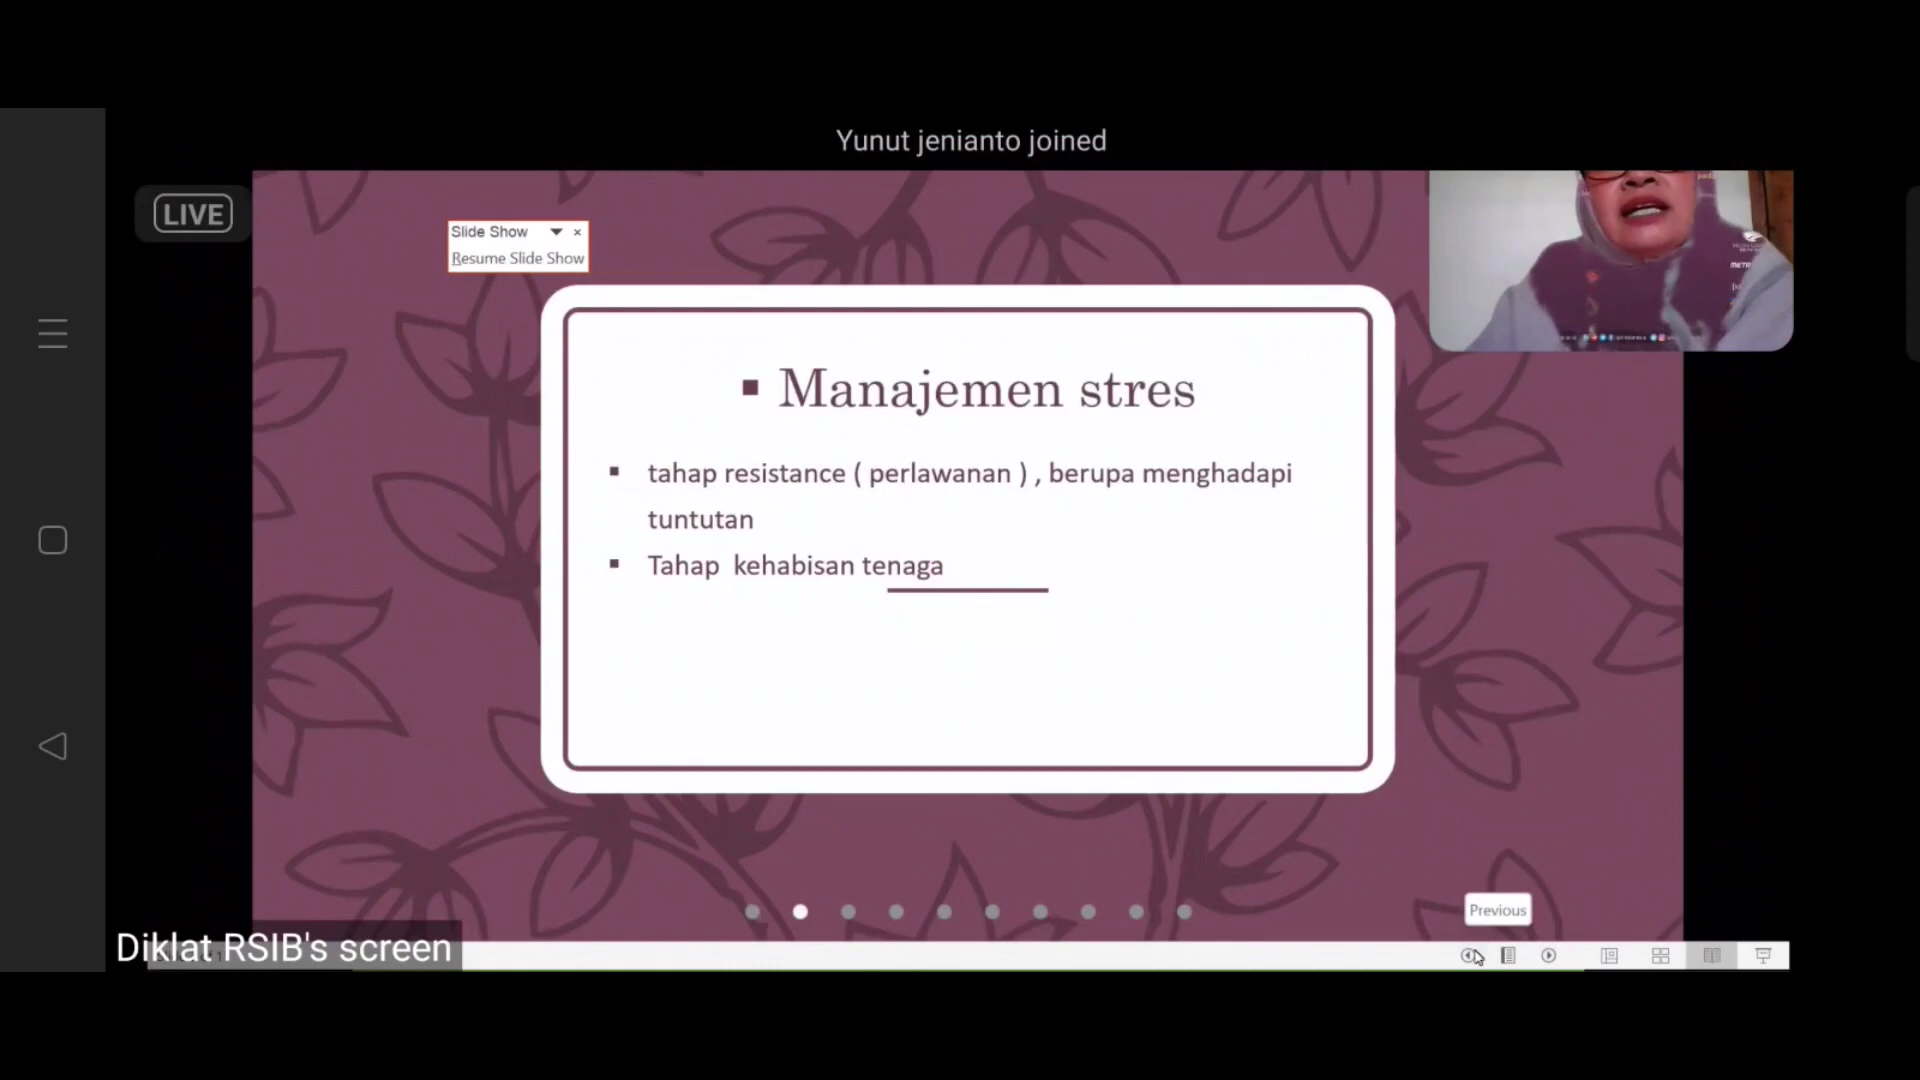 Yunut jenianto joined
LIVE
Slide Show
Resume Slide Show
METR
▪ Manajemen stres
▪ tahap resistance ( perlawanan ) , berupa menghadapi
tuntutan
▪ Tahap kehabisan tenaga
Previous
Diklat RSIB's screen